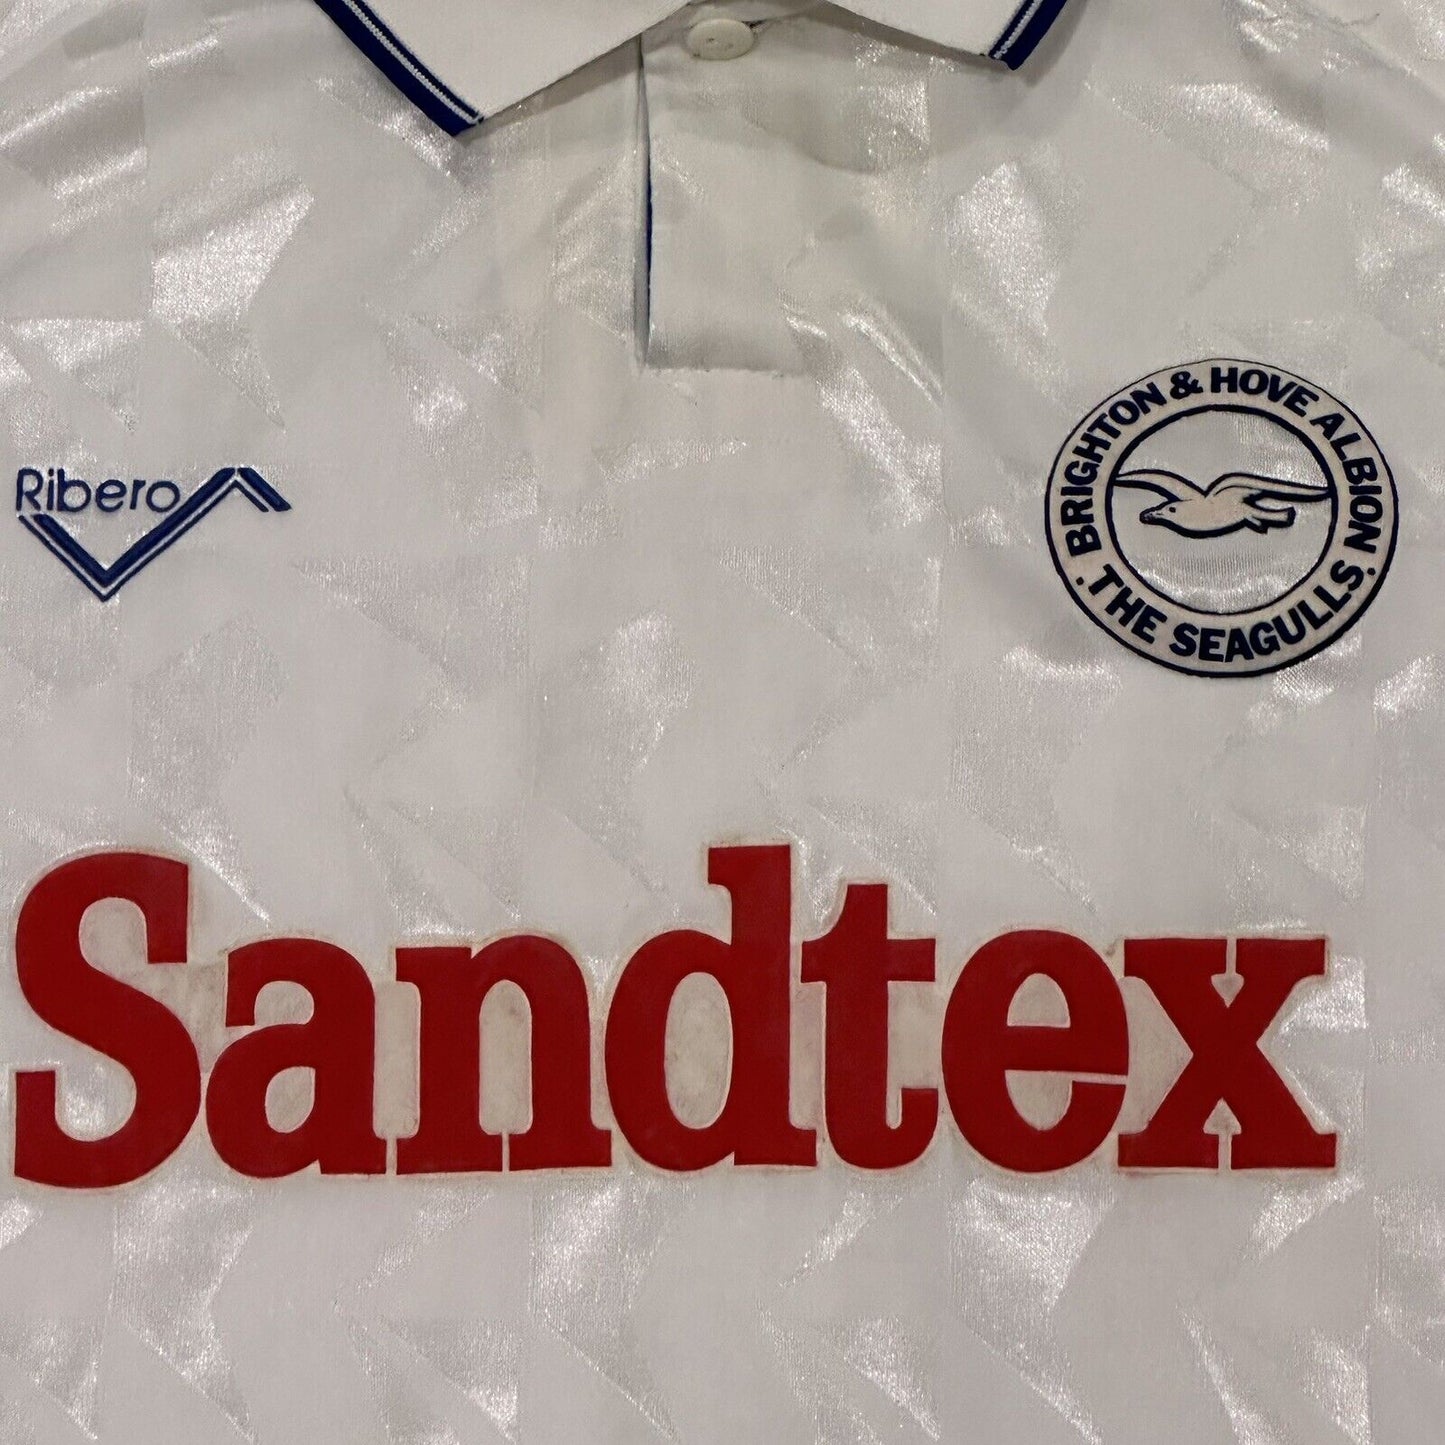 Ribero
BRIGHTON & HOVE ALBION
. THE SEAGULLS .
Sandtex